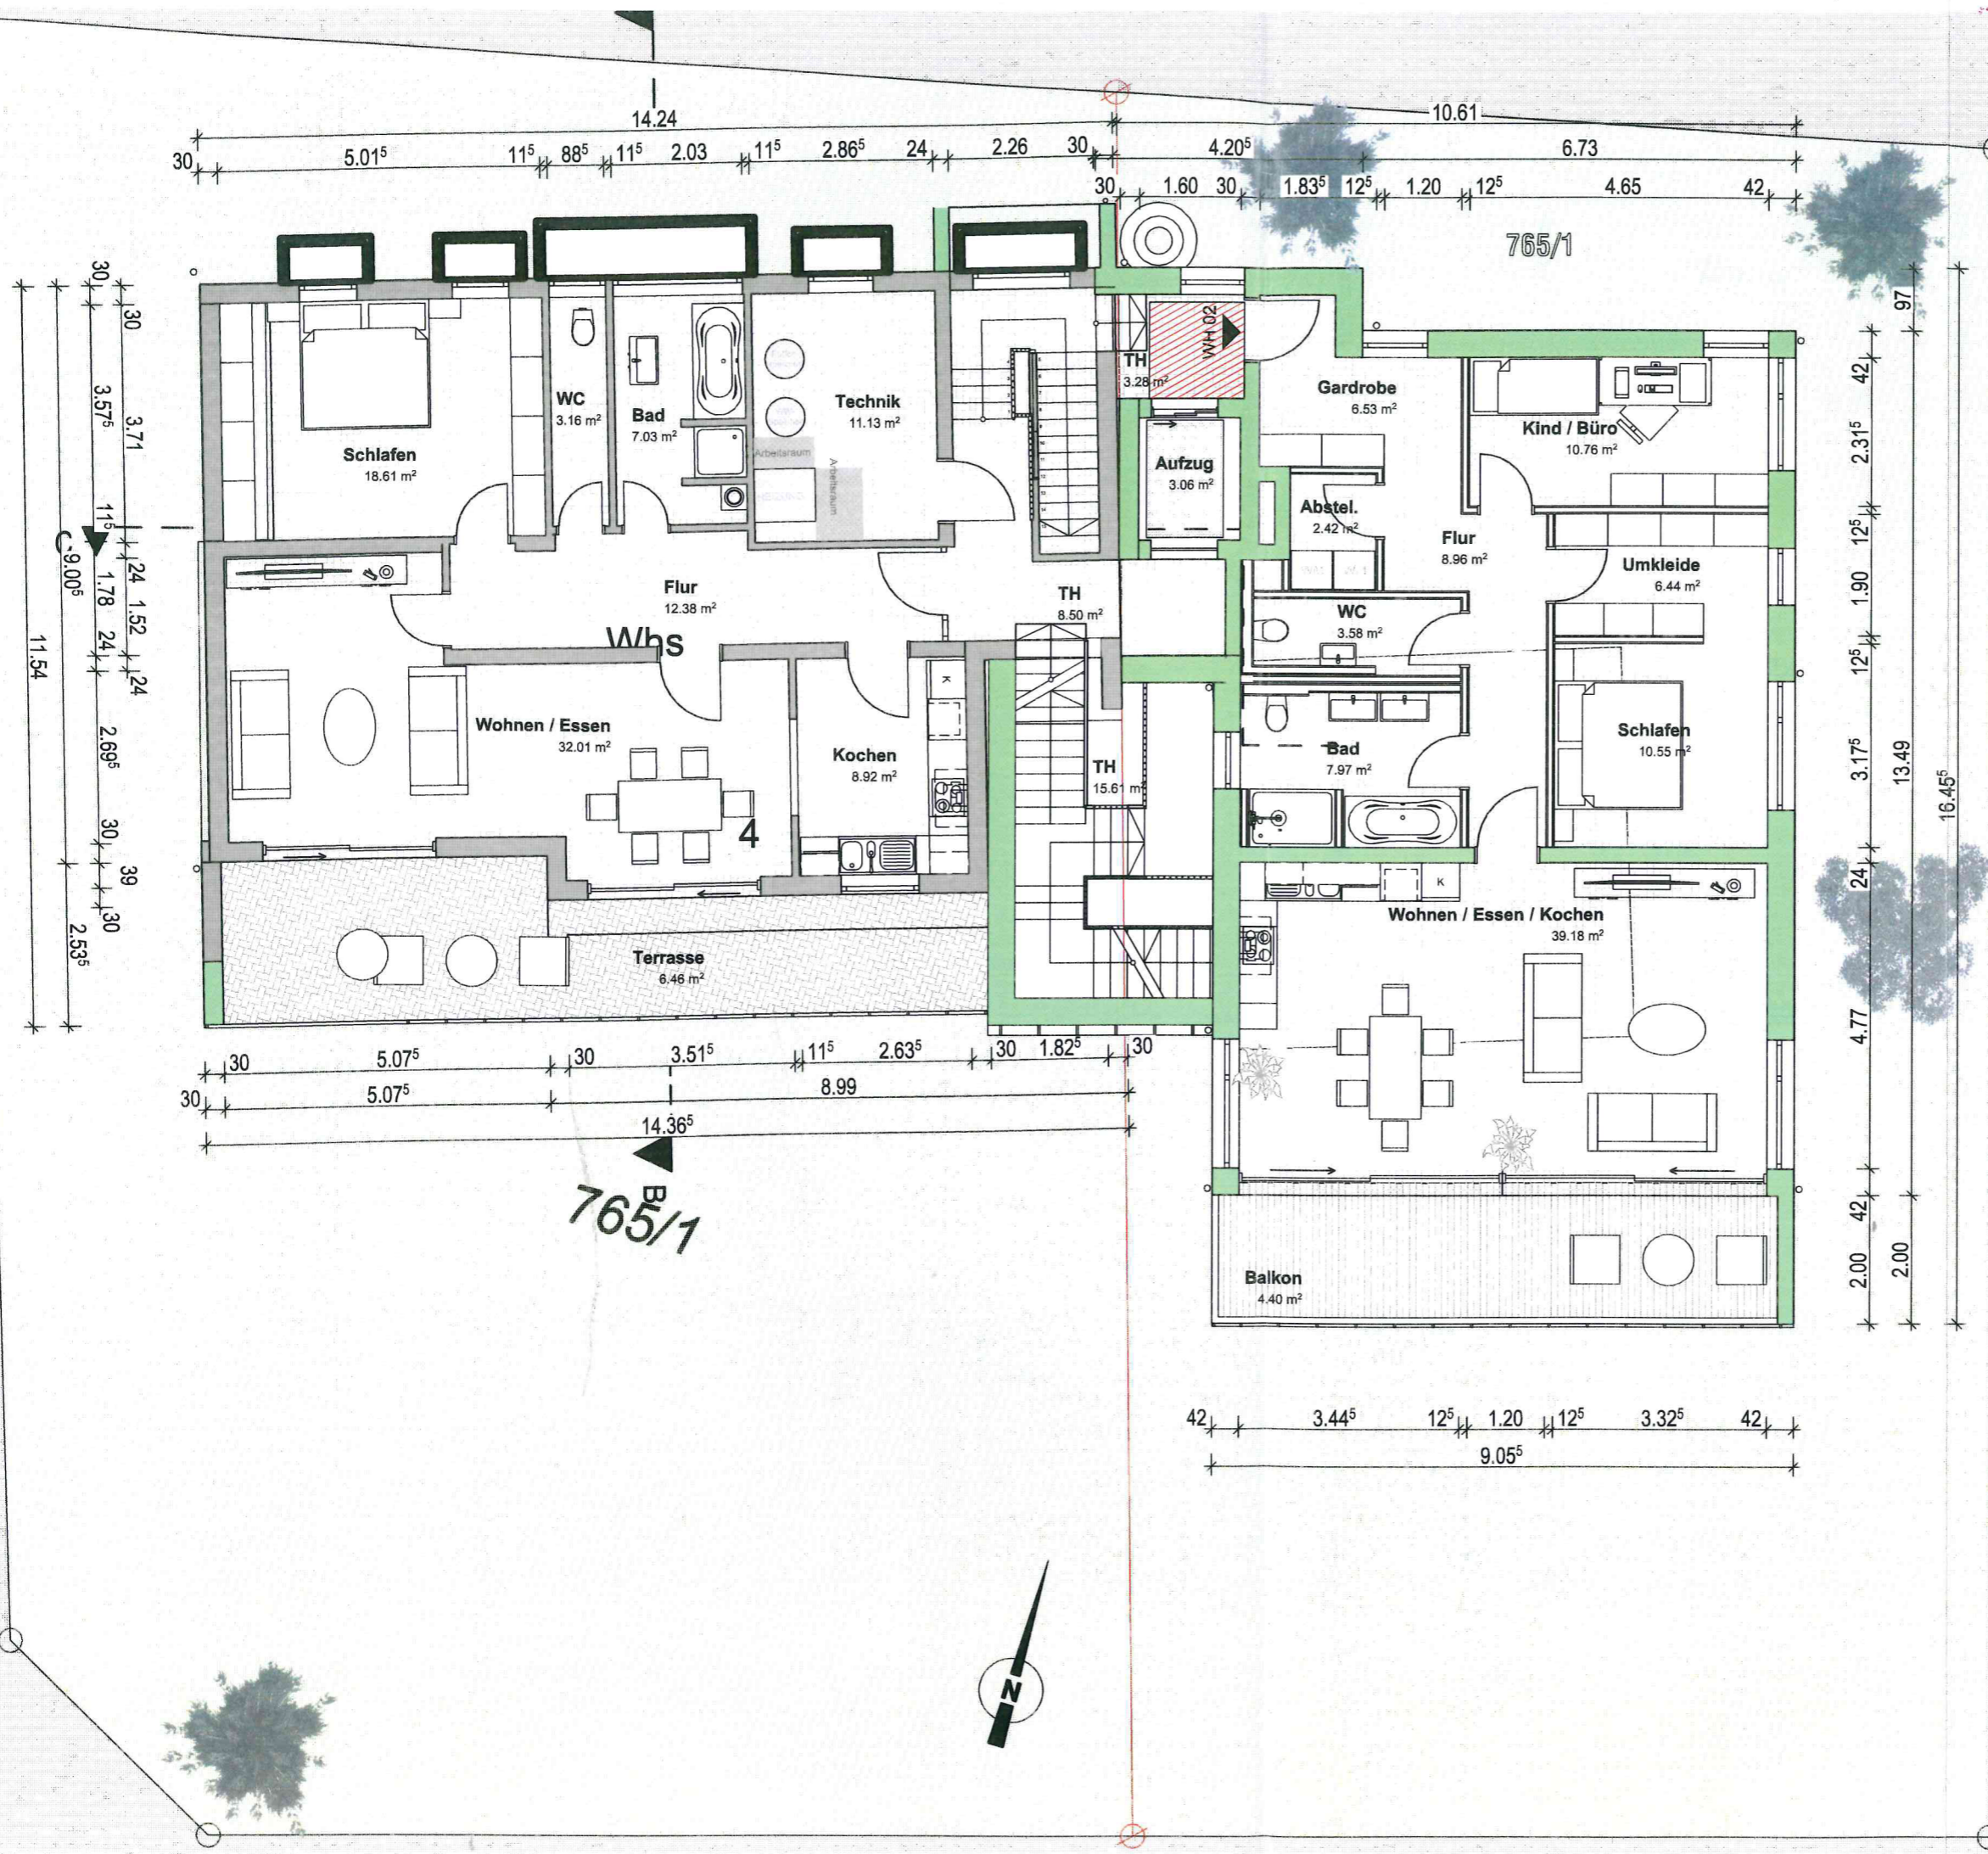 14.24
10.61
30 5.01⁵ 11⁵ 88⁵ 11⁵ 2.03 11⁵ 2.86⁵ 24 2.26 30 4.20⁵ 6.73
30 1.60 30 1.83⁵ 12⁵ 1.20 12⁵ 4.65 42
765/1
Schlafen
18.61 m²
WC
3.16 m²
Bad
7.03 m²
Technik
11.13 m²
Arbeitsraum
Arbeitsraum
TH
3.28 m²
WH 02
Aufzug
3.06 m²
Gardrobe
6.53 m²
Kind / Büro
10.76 m²
Abstel.
2.42 m²
Flur
8.96 m²
Umkleide
6.44 m²
WC
3.58 m²
Flur
12.38 m²
Whs
TH
8.50 m²
Wohnen / Essen
32.01 m²
4
Kochen
8.92 m²
K
TH
15.61 m²
Bad
7.97 m²
Schlafen
10.55 m²
Wohnen / Essen / Kochen
39.18 m²
K
Terrasse
6.46 m²
Balkon
4.40 m²
11.54
9.00⁵
2.53⁵
30
3.57⁵
11⁵
1.78
24
2.69⁵
30
30
30
3.71
24
1.52
24
39
97
42
2.31⁵
12⁵
1.90
12⁵
3.17⁵
24
4.77
42
2.00
13.49
2.00
16.45⁵
30 5.07⁵ 30 3.51⁵ 11⁵ 2.63⁵ 30 1.82⁵ 30
30 5.07⁵ 8.99
14.36⁵
B
765/1
42 3.44⁵ 12⁵ 1.20 12⁵ 3.32⁵ 42
9.05⁵
N